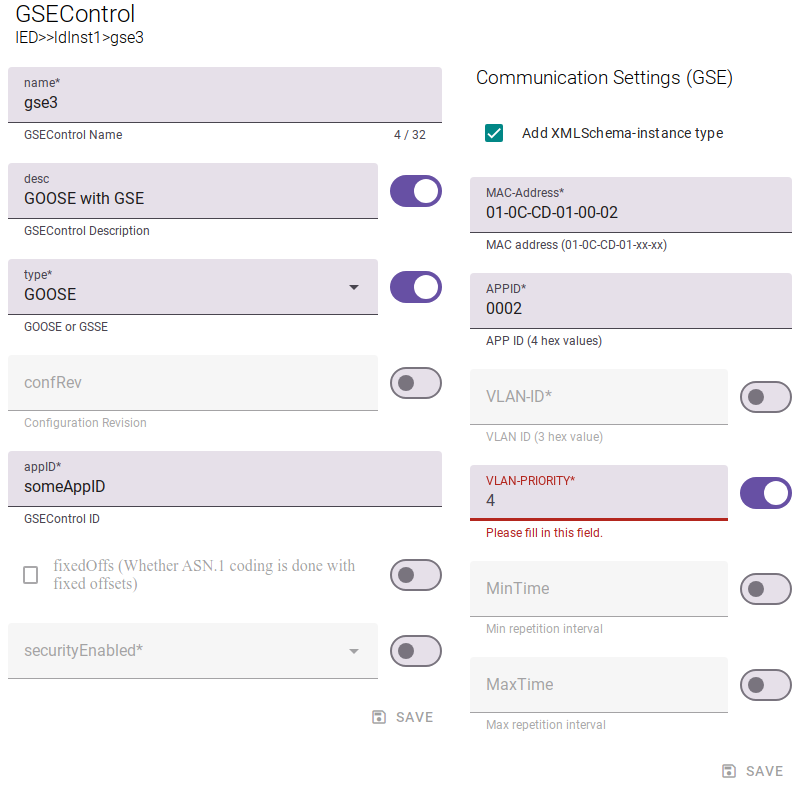 GSEControl
IED>>ldInst1>gse3
name*
gse3
GSEControl Name
4 / 32
desc
GOOSE with GSE
GSEControl Description
type*
GOOSE
GOOSE or GSSE
confRev
Configuration Revision
appID*
someAppID
GSEControl ID
fixedOffs (Whether ASN.1 coding is done with
fixed offsets)
securityEnabled*
SAVE
Communication Settings (GSE)
Add XMLSchema-instance type
MAC-Address*
01-0C-CD-01-00-02
MAC address (01-0C-CD-01-xx-xx)
APPID*
0002
APP ID (4 hex values)
VLAN-ID*
VLAN ID (3 hex value)
VLAN-PRIORITY*
4
Please fill in this field.
MinTime
Min repetition interval
MaxTime
Max repetition interval
SAVE